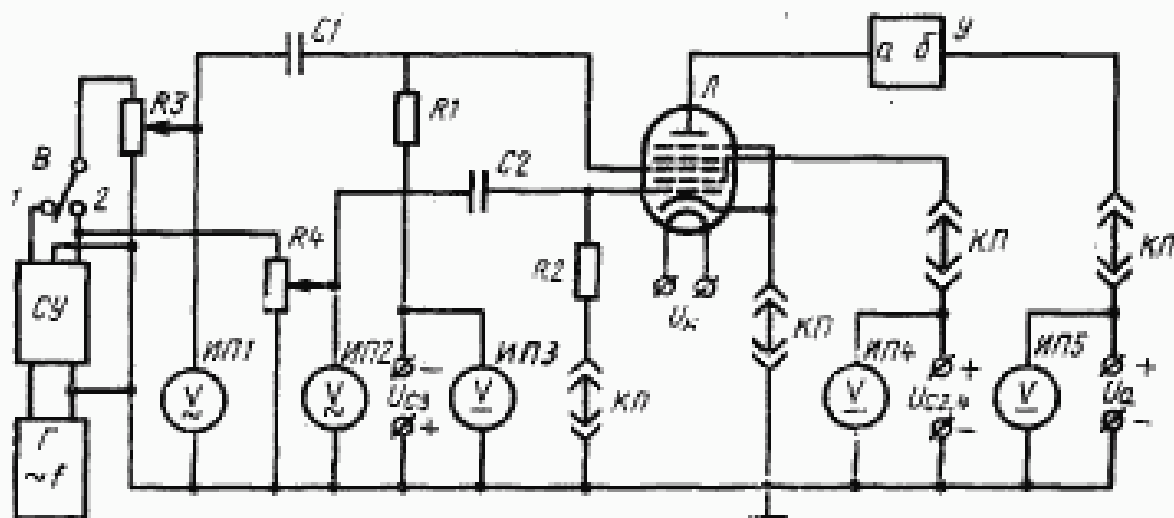 C1
R3
R1
Л
а б
У
В
1
2
C2
R4
R2
КП
КП
КП
СУ
Uн
КП
ИП1
V
~
ИП2
V
~
−
Uс3
+
ИП3
V
−
ИП4
V
−
+
Uс2,4
−
ИП5
V
−
+
Uа
−
Г
~f